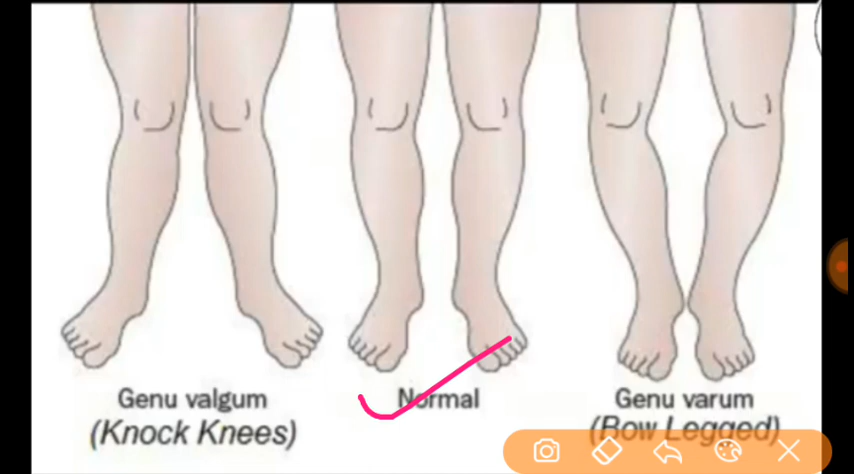 Genu valgum
(Knock Knees)
Normal
Genu varum
(Bow Legged)